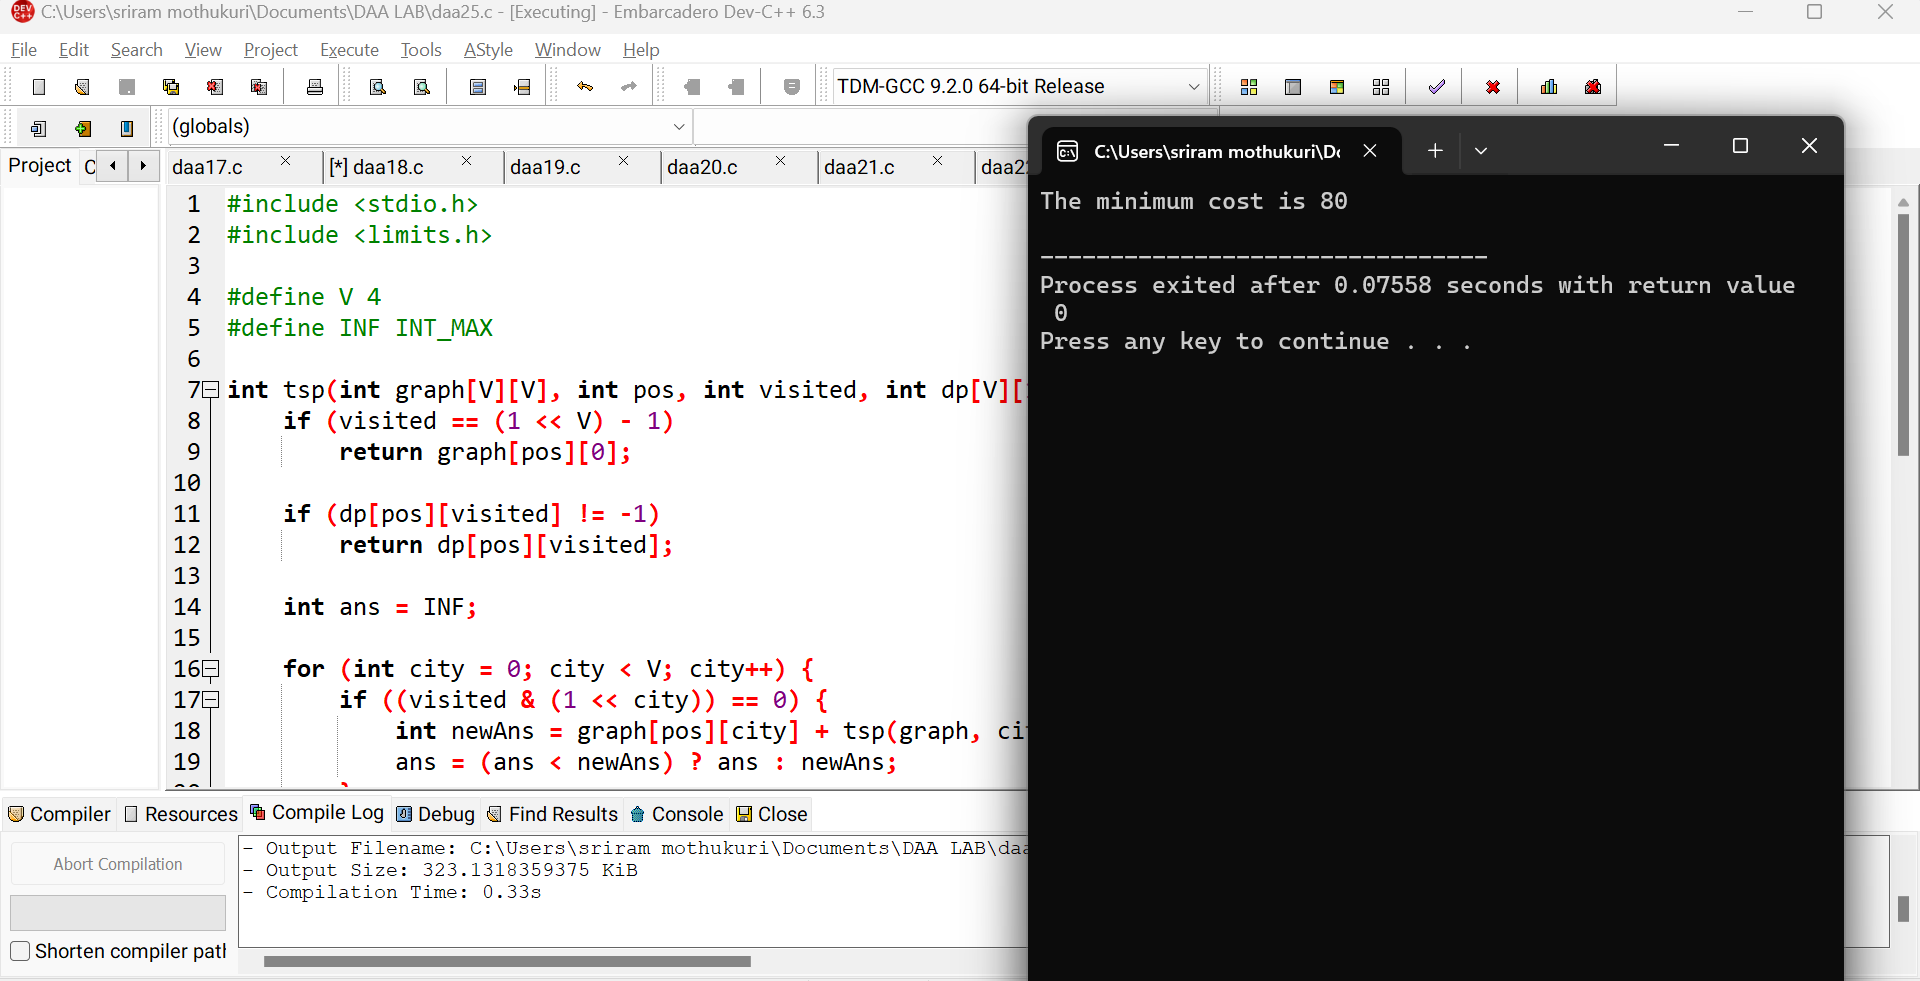 C:\Users\sriram mothukuri\Documents\DAA LAB\daa25.c - [Executing] - Embarcadero Dev-C++ 6.3
File Edit Search View Project Execute Tools AStyle Window Help
TDM-GCC 9.2.0 64-bit Release
(globals)
Project C daa17.c [*] daa18.c daa19.c daa20.c daa21.c daa22
1 #include <stdio.h>
2 #include <limits.h>
3
4 #define V 4
5 #define INF INT_MAX
6
7 int tsp(int graph[V][V], int pos, int visited, int dp[V][
8 if (visited == (1 << V) - 1)
9 return graph[pos][0];
10
11 if (dp[pos][visited] != -1)
12 return dp[pos][visited];
13
14 int ans = INF;
15
16 for (int city = 0; city < V; city++) {
17 if ((visited & (1 << city)) == 0) {
18 int newAns = graph[pos][city] + tsp(graph, ci
19 ans = (ans < newAns) ? ans : newAns;
C:\Users\sriram mothukuri\Do
The minimum cost is 80
--------------------------------
Process exited after 0.07558 seconds with return value
0
Press any key to continue . . .
Compiler Resources Compile Log Debug Find Results Console Close
Abort Compilation
Shorten compiler path
- Output Filename: C:\Users\sriram mothukuri\Documents\DAA LAB\daa
- Output Size: 323.1318359375 KiB
- Compilation Time: 0.33s